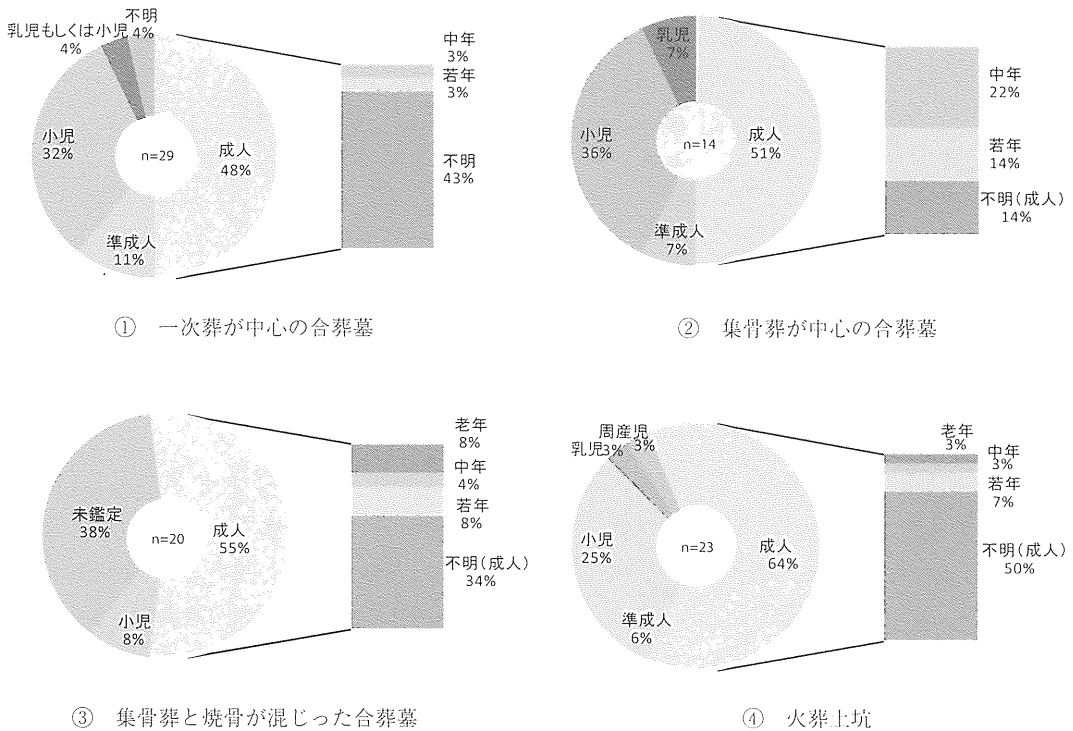 不明
4%
乳児もしくは小児
4%
小児
32%
準成人
11%
n=29
成人
48%
中年
3%
若年
3%
不明
43%
① 一次葬が中心の合葬墓
乳児
7%
小児
36%
準成人
7%
n=14
成人
51%
中年
22%
若年
14%
不明(成人)
14%
② 集骨葬が中心の合葬墓
未鑑定
38%
小児
8%
n=20
成人
55%
老年
8%
中年
4%
若年
8%
不明(成人)
34%
③ 集骨葬と焼骨が混じった合葬墓
周産児
3%
乳児3%
小児
25%
準成人
6%
n=23
成人
64%
老年
3%
中年
3%
若年
7%
不明(成人)
50%
④ 火葬土坑